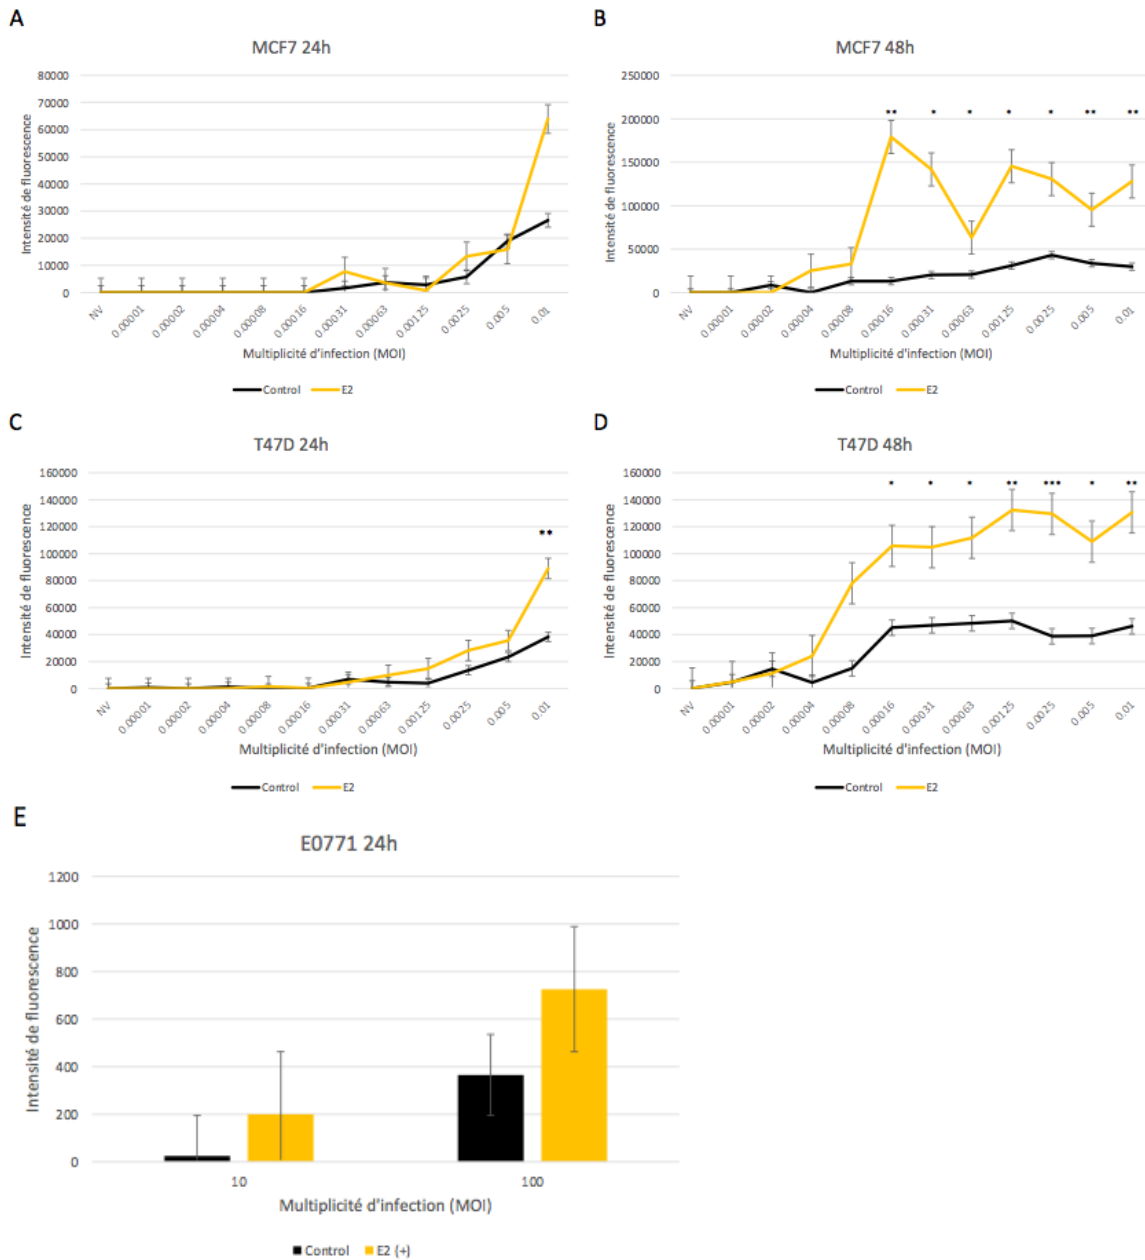 A
MCF7 24h
Intensité de fluorescence
80000
70000
60000
50000
40000
30000
20000
10000
0
NV 0.00001 0.00002 0.00004 0.00008 0.00016 0.00031 0.00063 0.00125 0.0025 0.005 0.01
Multiplicité d'infection (MOI)
Control E2
B
MCF7 48h
Intensité de fluorescence
250000
200000
150000
100000
50000
0
** * * * * ** **
NV 0.00001 0.00002 0.00004 0.00008 0.00016 0.00031 0.00063 0.00125 0.0025 0.005 0.01
Multiplicité d'infection (MOI)
Control E2
C
T47D 24h
Intensité de fluorescence
160000
140000
120000
100000
80000
60000
40000
20000
0
**
NV 0.00001 0.00002 0.00004 0.00008 0.00016 0.00031 0.00063 0.00125 0.0025 0.005 0.01
Multiplicité d'infection (MOI)
Control E2
D
T47D 48h
Intensité de fluorescence
160000
140000
120000
100000
80000
60000
40000
20000
0
* * * ** *** * **
NV 0.00001 0.00002 0.00004 0.00008 0.00016 0.00031 0.00063 0.00125 0.0025 0.005 0.01
Multiplicité d'infection (MOI)
Control E2
E
E0771 24h
Intensité de fluorescence
1200
1000
800
600
400
200
0
10 100
Multiplicité d'infection (MOI)
Control E2 (+)